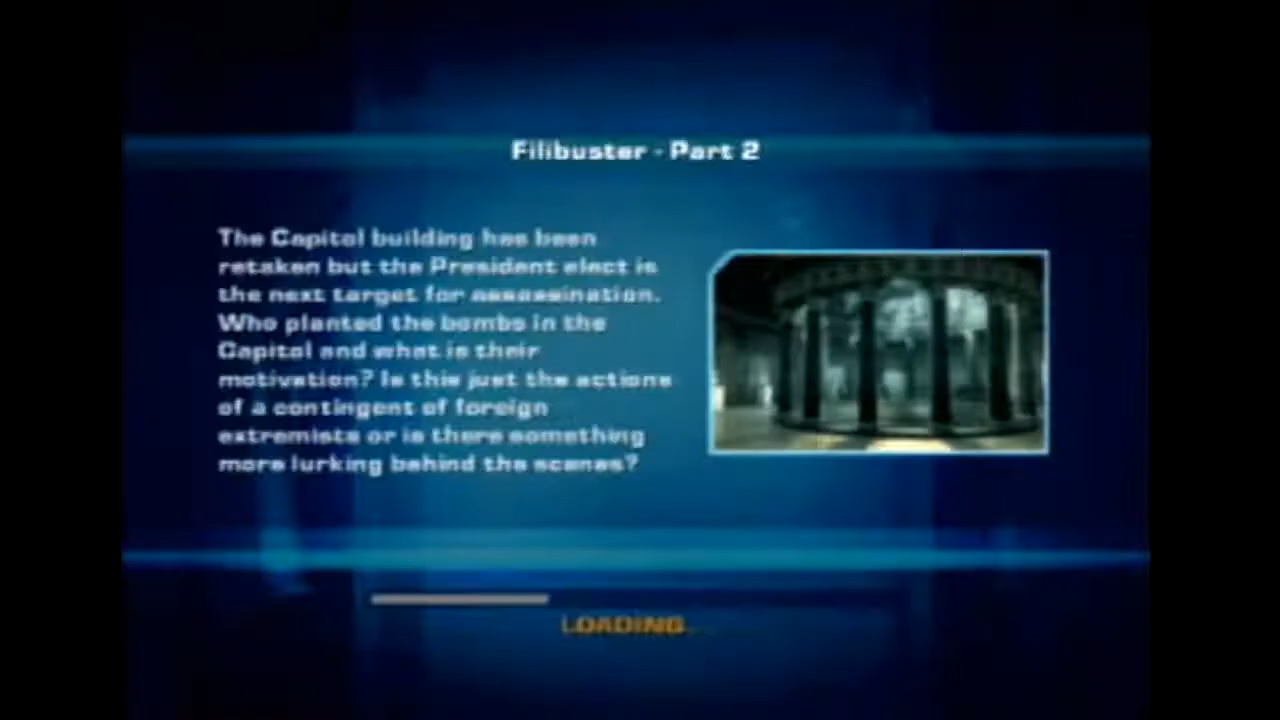 Filibuster - Part 2
The Capitol building has been
retaken but the President elect is
the next target for assassination.
Who planted the bombs in the
Capitol and what is their
motivation? Is this just the actions
of a contingent of foreign
extremists or is there something
more lurking behind the scenes?
LOADING...